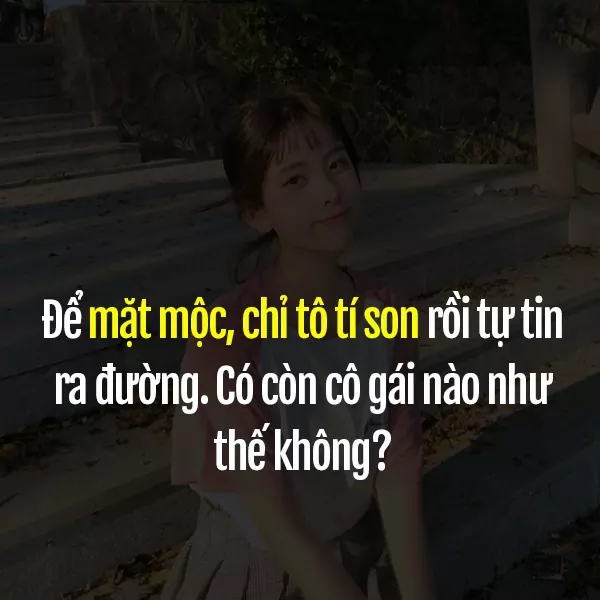 Để mặt mộc, chỉ tô tí son rồi tự tin
ra đường. Có còn cô gái nào như
thế không?